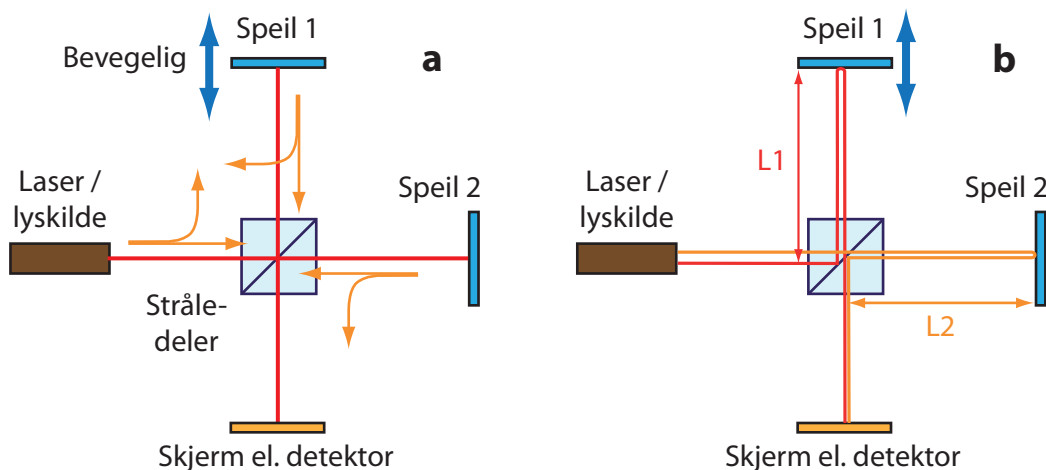 Speil 1
Bevegelig
a
Laser /
lyskilde
Speil 2
Stråle-
deler
Skjerm el. detektor
Speil 1
b
L1
Laser /
lyskilde
Speil 2
L2
Skjerm el. detektor